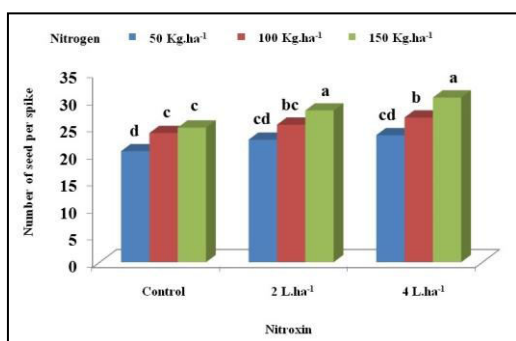 Nitrogen 50 Kg.ha⁻¹ 100 Kg.ha⁻¹ 150 Kg.ha⁻¹
Number of seed per spike
35
30
25
20
15
10
5
0
d c c cd bc a cd b a
Control 2 L.ha⁻¹ 4 L.ha⁻¹
Nitroxin